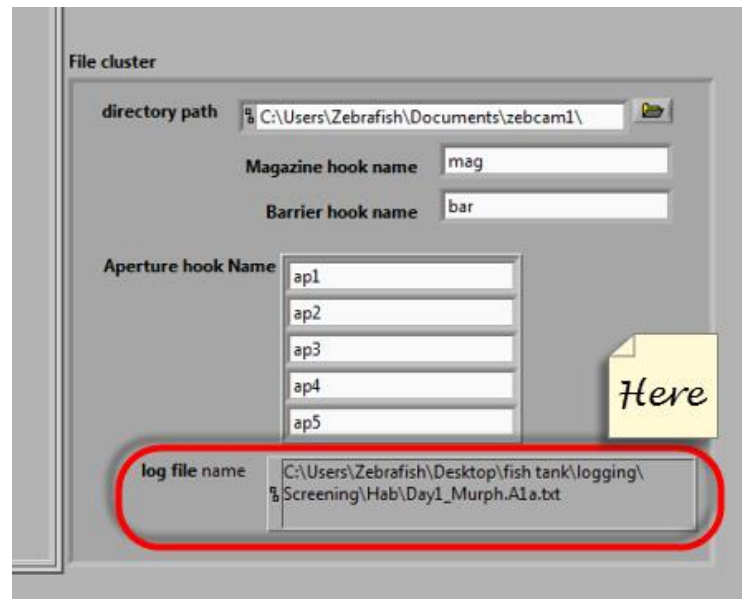 File cluster
directory path C:\Users\Zebrafish\Documents\zebcam1\
Magazine hook name mag
Barrier hook name bar
Aperture hook Name ap1
ap2
ap3
ap4
ap5
Here
log file name C:\Users\Zebrafish\Desktop\fish tank\logging\
Screening\Hab\Day1_Murph.A1a.txt